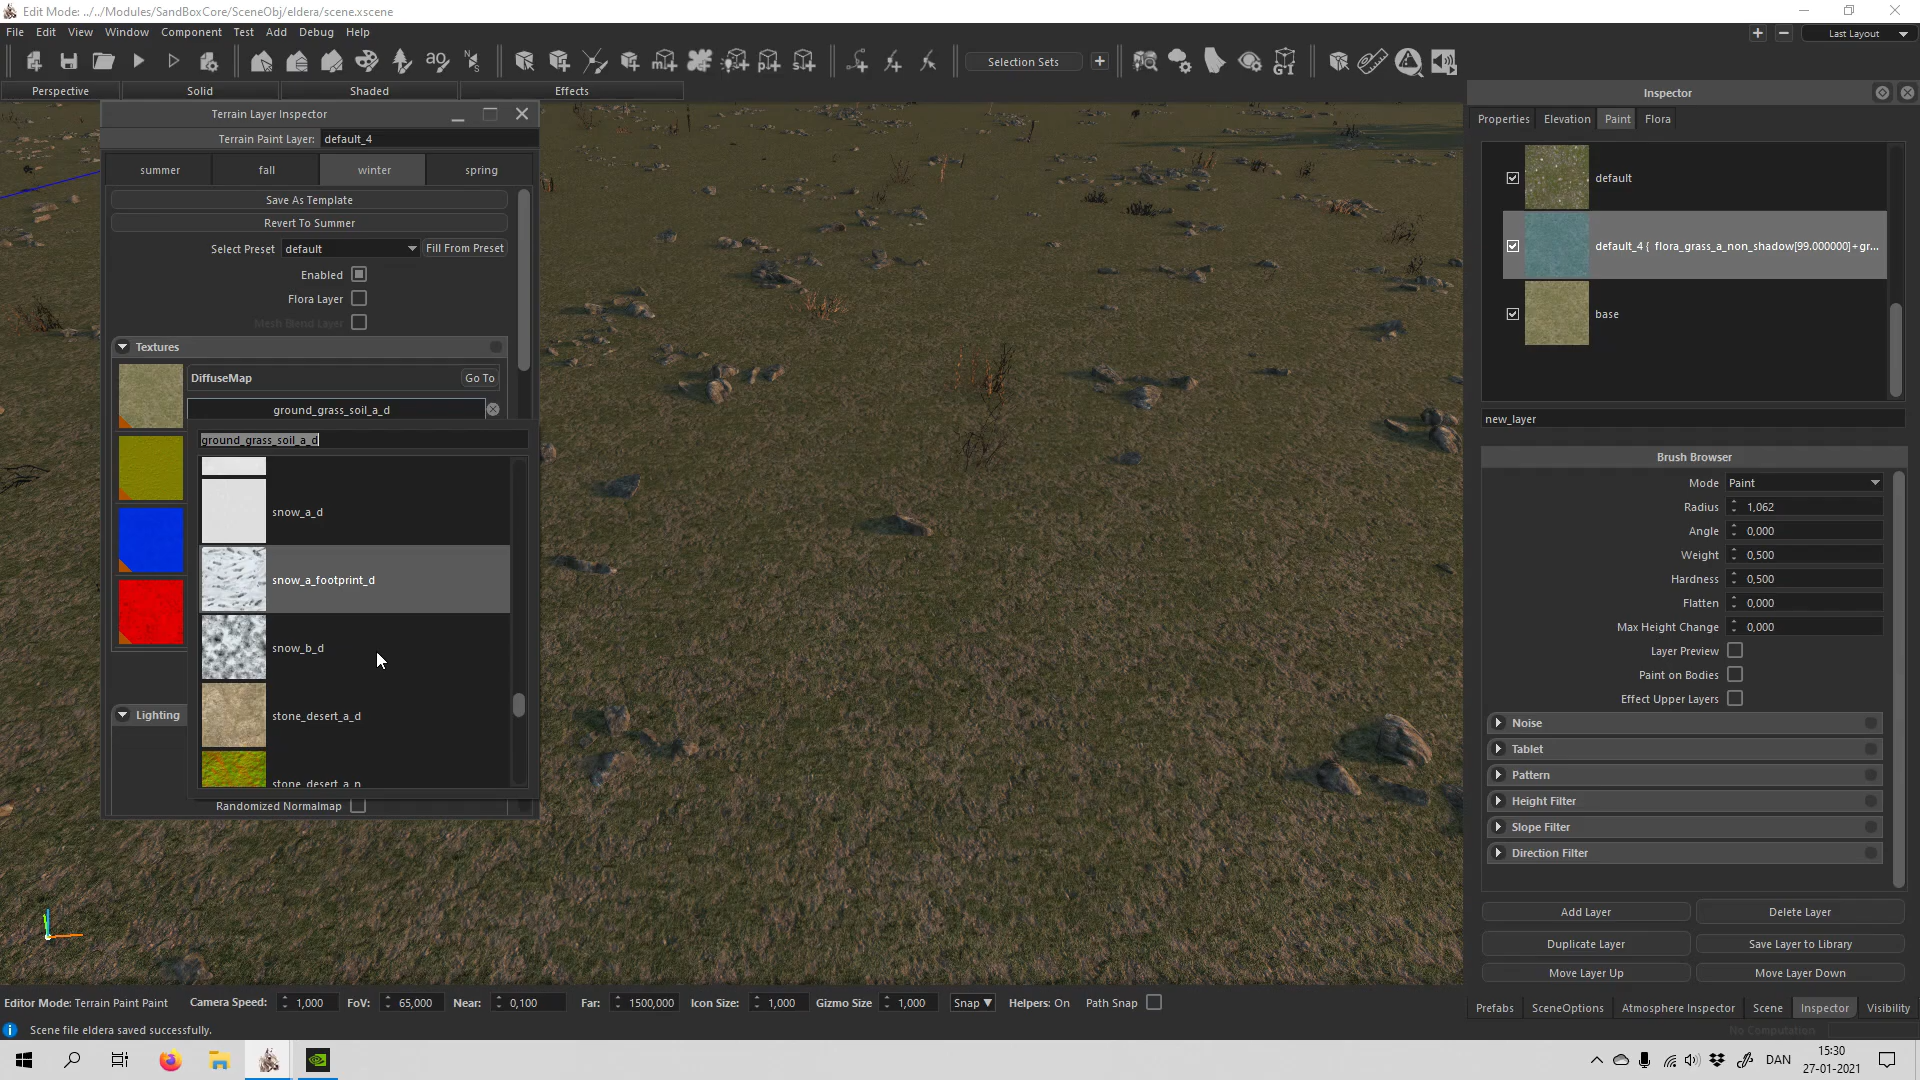 Edit Mode: ../../Modules/SandBoxCore/SceneObj/eldera/scene.xscene
File Edit View Window Component Test Add Debug Help
Last Layout
ao
Selection Sets
GI
Perspective Solid Shaded Effects
Terrain Layer Inspector
Terrain Paint Layer: default_4
summer fall winter spring
Save As Template
Revert To Summer
Select Preset default Fill From Preset
Enabled
Flora Layer
Mesh Blend Layer
Textures
DiffuseMap Go To
ground_grass_soil_a_d
ground_grass_soil_a_d
snow_a_d
snow_a_footprint_d
snow_b_d
stone_desert_a_d
stone_desert_a_n
Lighting
Randomized Normalmap
Inspector
Properties Elevation Paint Flora
default
default_4 { flora_grass_a_non_shadow[99.000000]+gr...
base
new_layer
Brush Browser
Mode Paint
Radius 1,062
Angle 0,000
Weight 0,500
Hardness 0,500
Flatten 0,000
Max Height Change 0,000
Layer Preview
Paint on Bodies
Effect Upper Layers
Noise
Tablet
Pattern
Height Filter
Slope Filter
Direction Filter
Add Layer Delete Layer
Duplicate Layer Save Layer to Library
Move Layer Up Move Layer Down
Editor Mode: Terrain Paint Paint Camera Speed: 1,000 FoV: 65,000 Near: 0,100 Far: 1500,000 Icon Size: 1,000 Gizmo Size 1,000 Snap Helpers: On Path Snap
Prefabs SceneOptions Atmosphere Inspector Scene Inspector Visibility
Scene file eldera saved successfully.
No Computation
DAN
15:30
27-01-2021